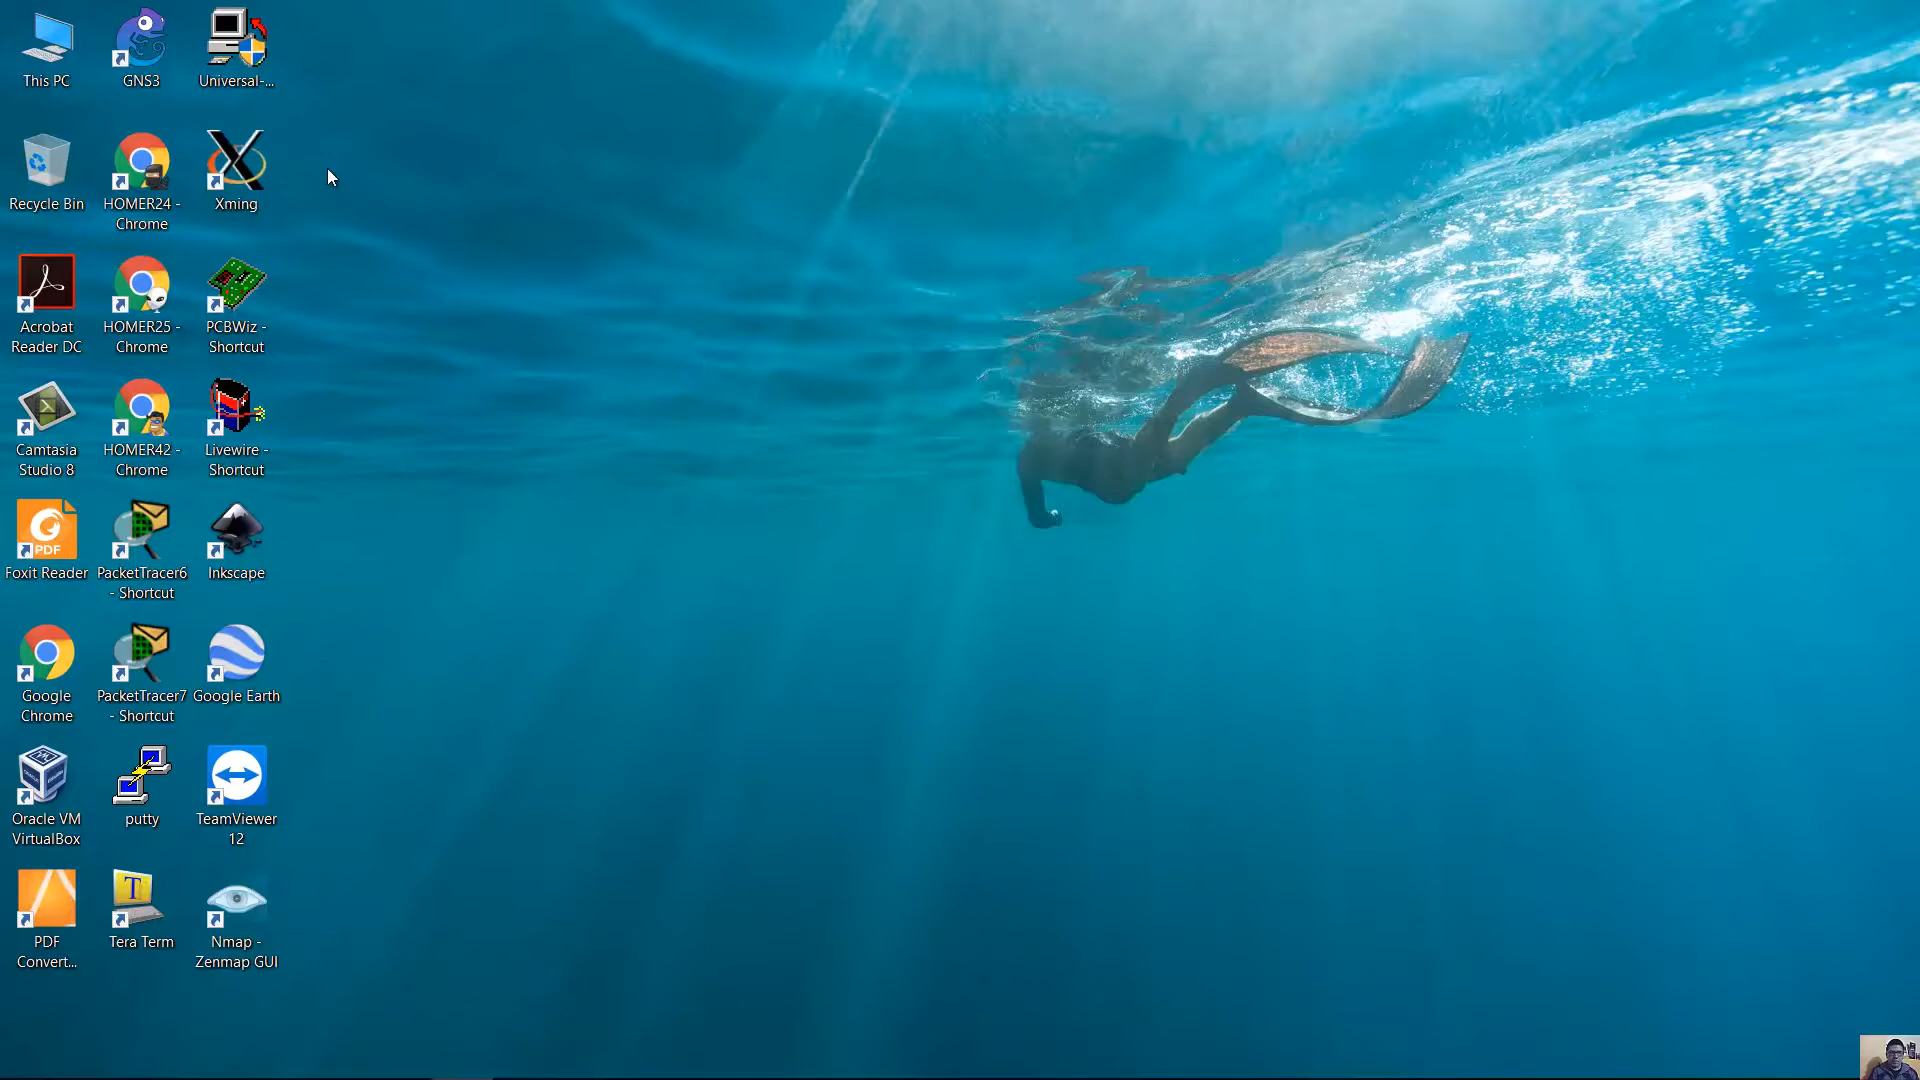 This PC
GNS3
Universal-...
Recycle Bin
HOMER24 -
Chrome
Xming
Acrobat
Reader DC
HOMER25 -
Chrome
PCBWiz -
Shortcut
Camtasia
Studio 8
HOMER42 -
Chrome
Livewire -
Shortcut
PDF
Foxit Reader
PacketTracer6
- Shortcut
Inkscape
Google
Chrome
PacketTracer7
- Shortcut
Google Earth
Oracle VM
VirtualBox
putty
TeamViewer
12
PDF
Convert...
T
Tera Term
Nmap -
Zenmap GUI